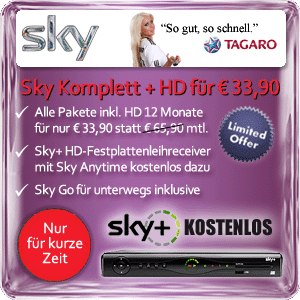 sky
“So gut, so schnell.”
TAGARO
Sky Komplett + HD für € 33,90
Alle Pakete inkl. HD 12 Monate
für nur € 33,90 statt € 65,90 mtl.
Limited
Offer
Sky+ HD-Festplattenleihreceiver
mit Sky Anytime kostenlos dazu
Sky Go für unterwegs inklusive
Nur
für kurze
Zeit
sky+ KOSTENLOS
sky+